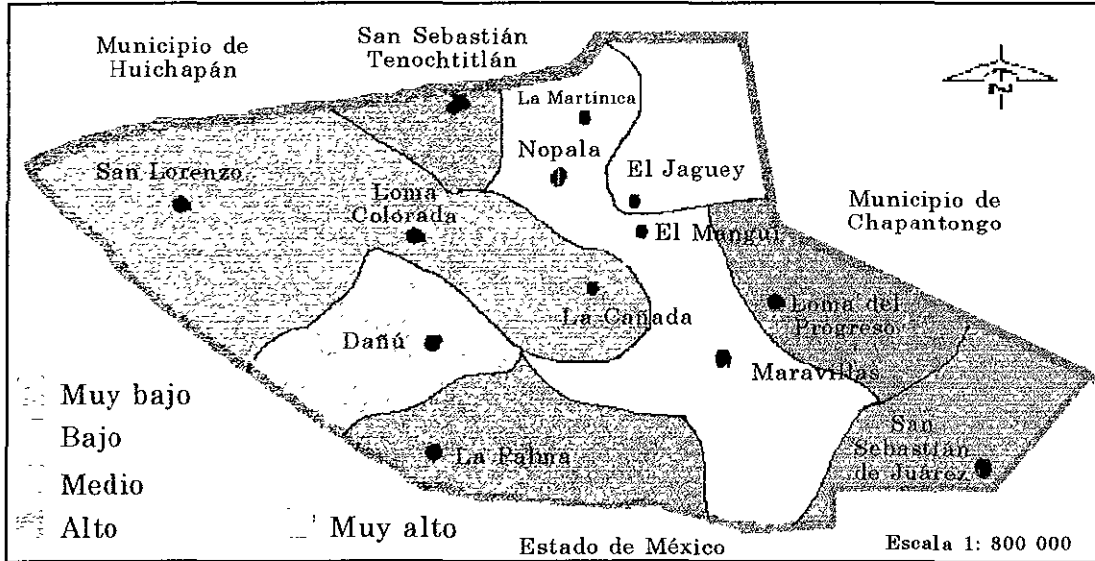 Municipio de
Huichapán
San Sebastián
Tenochtitlán
La Martínica
Nopala
El Jaguey
San Lorenzo
Loma
Colorada
Municipio de
Chapantongo
El Mangui
La Cañada
Loma del
Progreso
Dañú
Maravillas
Muy bajo
Bajo
Medio
Alto
Muy alto
La Palma
San
Sebastián
de Juárez
Estado de México
Escala 1: 800 000
N